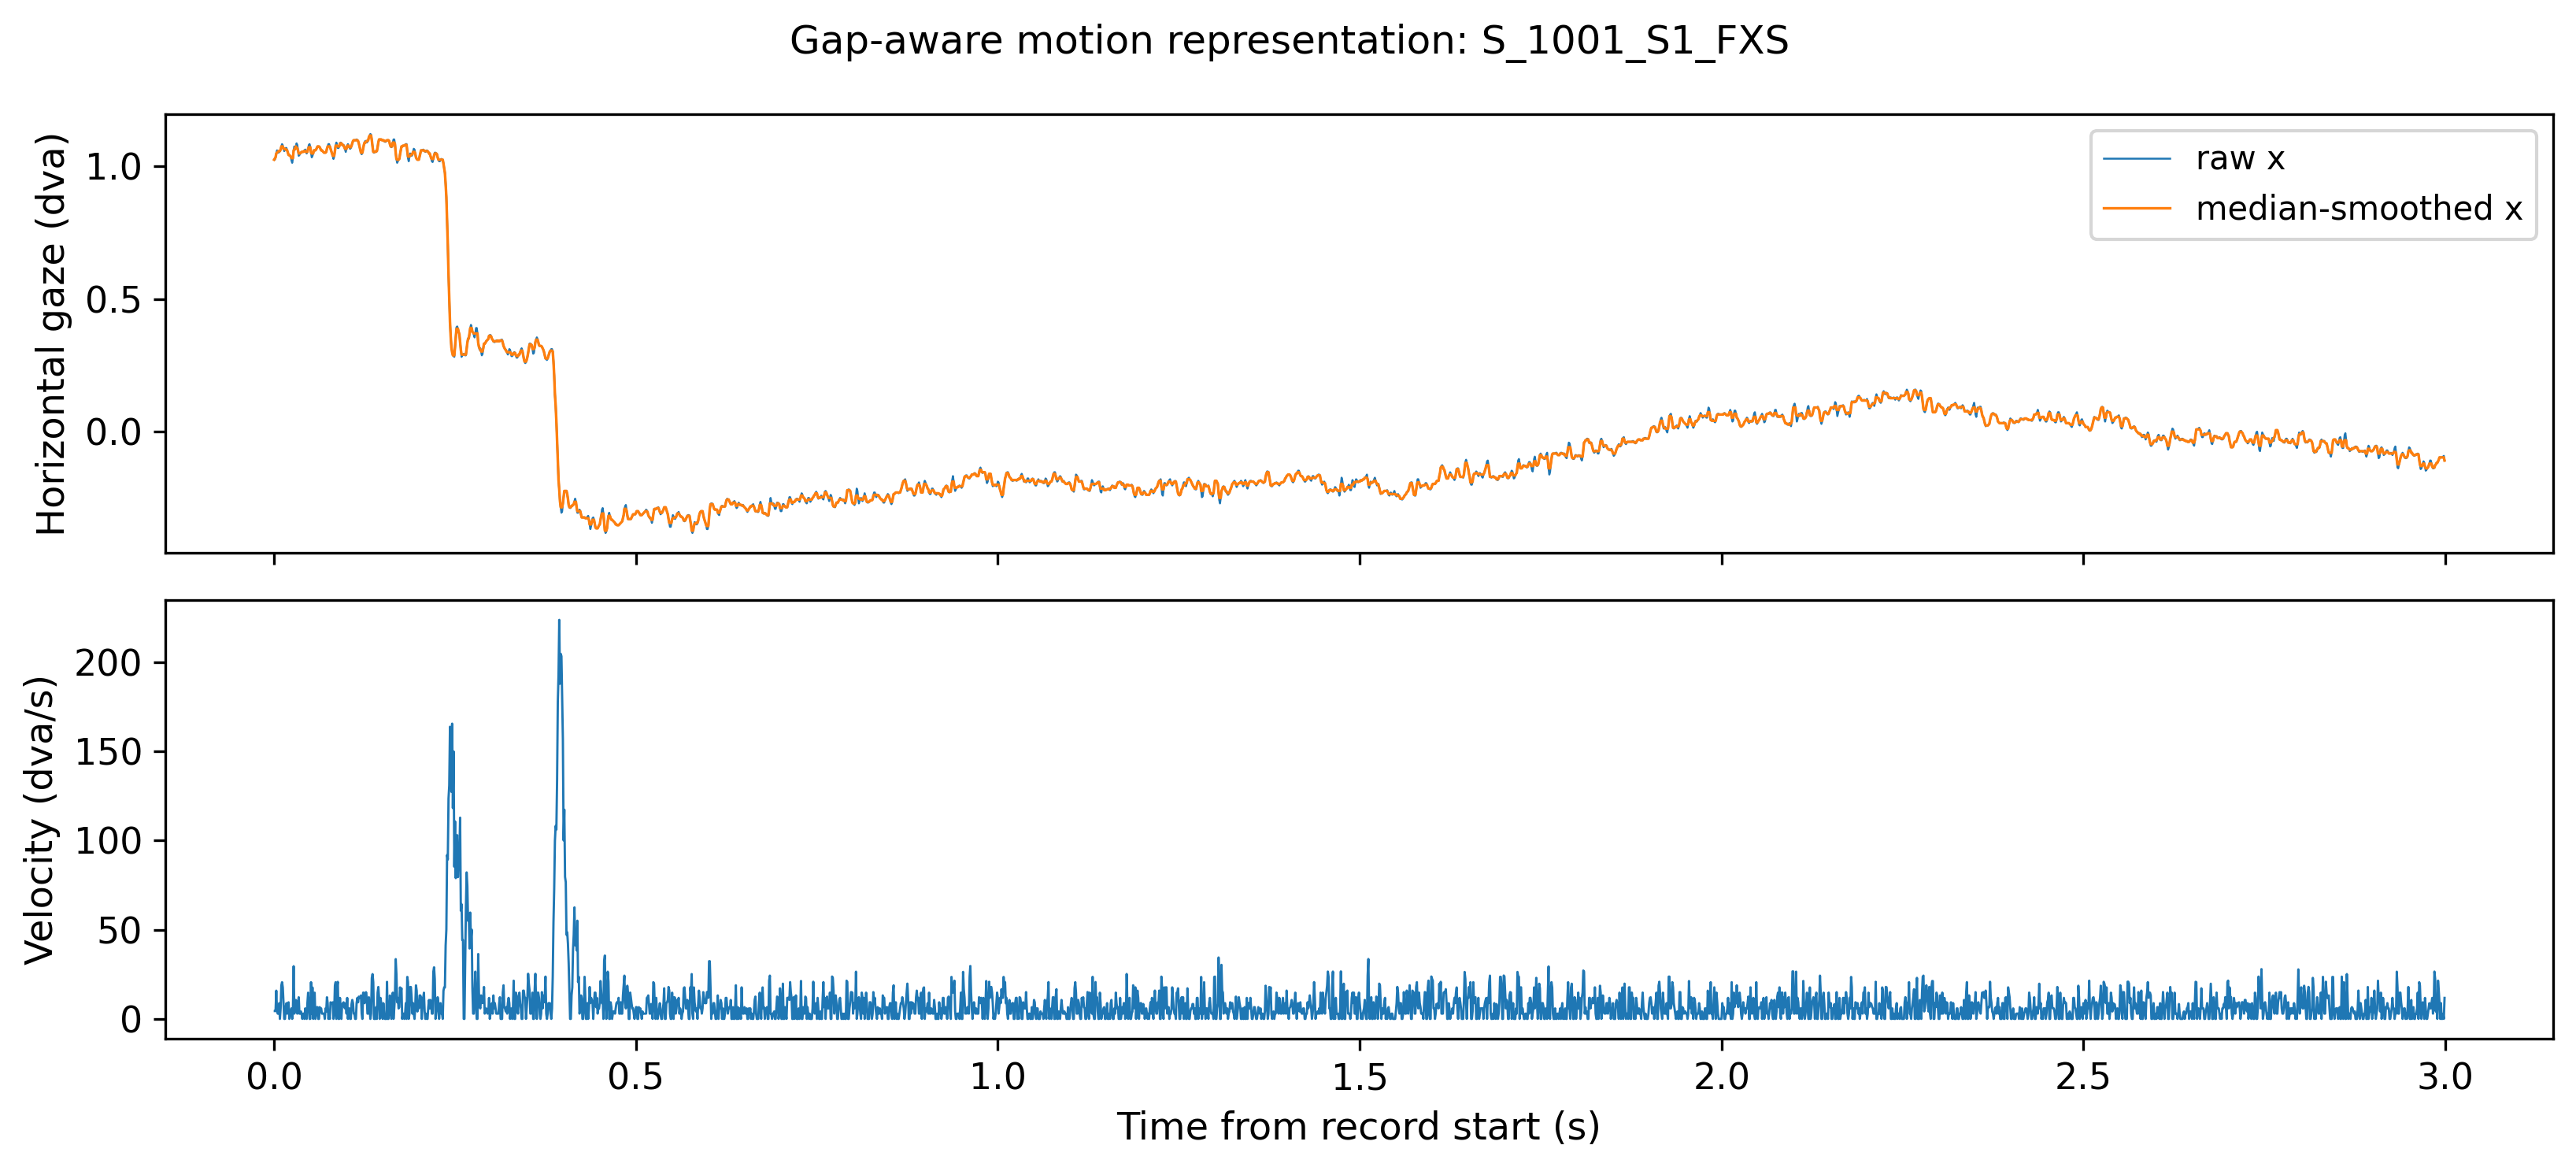 Gap-aware motion representation: S_1001_S1_FXS
Horizontal gaze (dva)
1.0
0.5
0.0
raw x
median-smoothed x
Velocity (dva/s)
200
150
100
50
0
0.0 0.5 1.0 1.5 2.0 2.5 3.0
Time from record start (s)